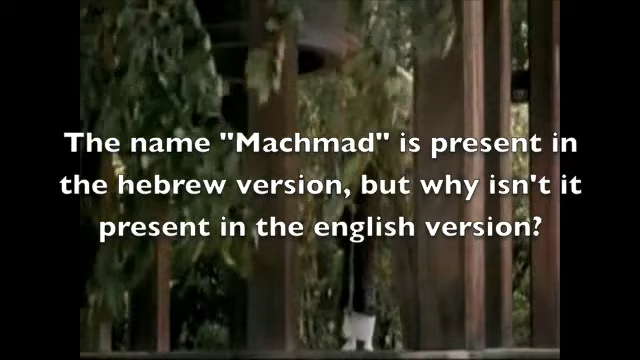 The name "Machmad" is present in
the hebrew version, but why isn't it
present in the english version?